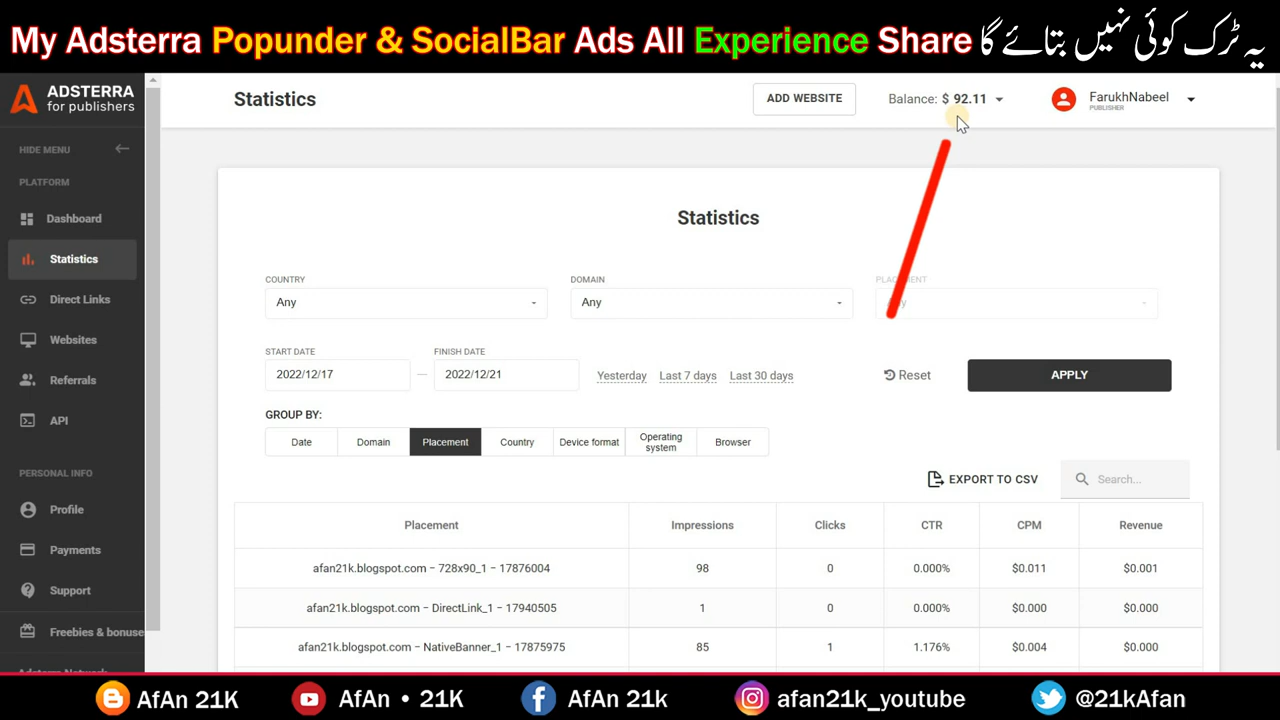 My Adsterra Popunder & SocialBar Ads All Experience Share یہ ٹرک کوئی نہیں بتائے گا
ADSTERRA
for publishers
Statistics
ADD WEBSITE
Balance: $ 92.11
FarukhNabeel
PUBLISHER
HIDE MENU
PLATFORM
Dashboard
Statistics
Direct Links
Websites
Referrals
API
PERSONAL INFO
Profile
Payments
Support
Freebies & bonuse
Adsterra Network
Statistics
COUNTRY
DOMAIN
Any
Any
START DATE
FINISH DATE
2022/12/17 — 2022/12/21
Yesterday Last 7 days Last 30 days
Reset
APPLY
GROUP BY:
Date Domain Placement Country Device format Operating system Browser
EXPORT TO CSV
Search...
Placement Impressions Clicks CTR CPM Revenue
afan21k.blogspot.com – 728x90_1 – 17876004 98 0 0.000% $0.011 $0.001
afan21k.blogspot.com – DirectLink_1 – 17940505 1 0 0.000% $0.000 $0.000
afan21k.blogspot.com – NativeBanner_1 – 17875975 85 1 1.176% $0.004 $0.000
AfAn 21K
AfAn • 21K
AfAn 21k
afan21k_youtube
@21kAfan